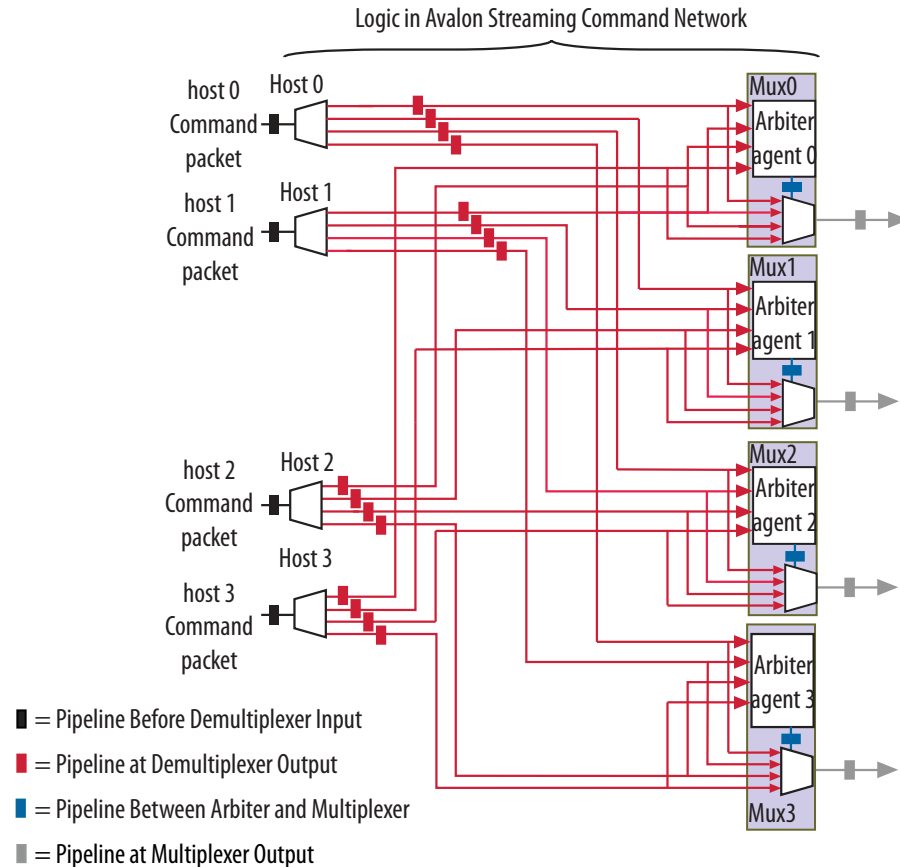 Logic in Avalon Streaming Command Network
host 0
Command
packet
Host 0
host 1
Command
packet
Host 1
host 2
Command
packet
Host 2
host 3
Command
packet
Host 3
Mux0
Arbiter
agent 0
Mux1
Arbiter
agent 1
Mux2
Arbiter
agent 2
Arbiter
agent 3
Mux3
= Pipeline Before Demultiplexer Input
= Pipeline at Demultiplexer Output
= Pipeline Between Arbiter and Multiplexer
= Pipeline at Multiplexer Output